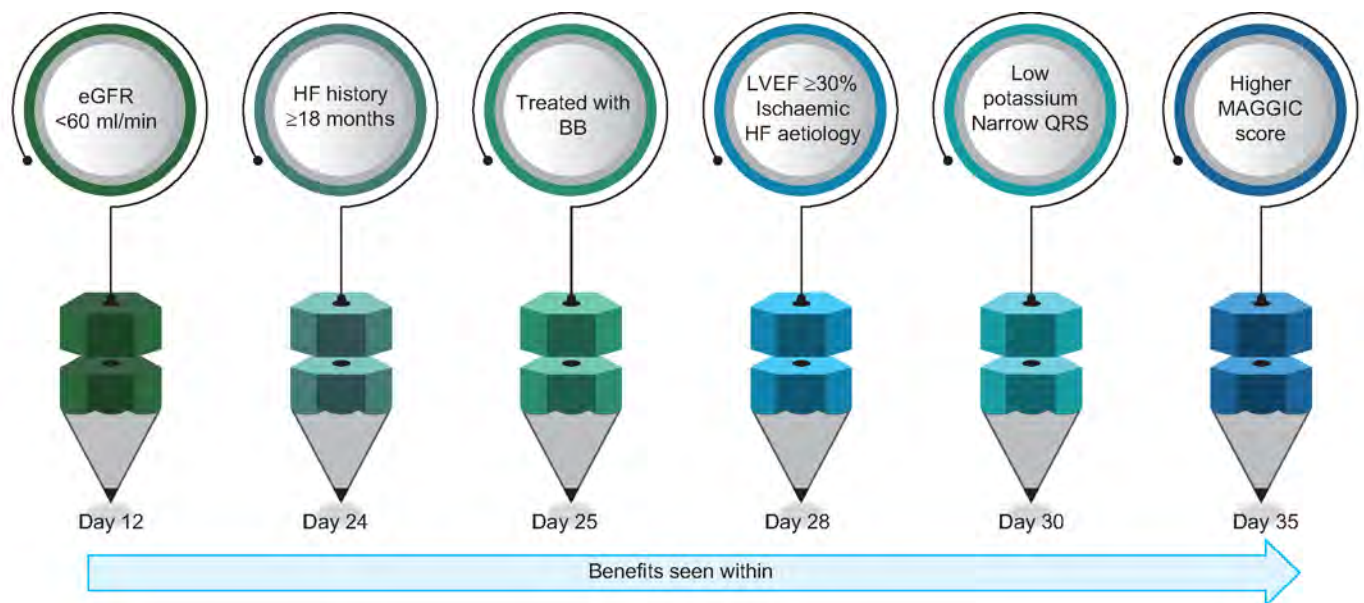 eGFR
<60 ml/min
HF history
≥18 months
Treated with
BB
LVEF ≥30%
Ischaemic
HF aetiology
Low
potassium
Narrow QRS
Higher
MAGGIC
score
Day 12
Day 24
Day 25
Day 28
Day 30
Day 35
Benefits seen within